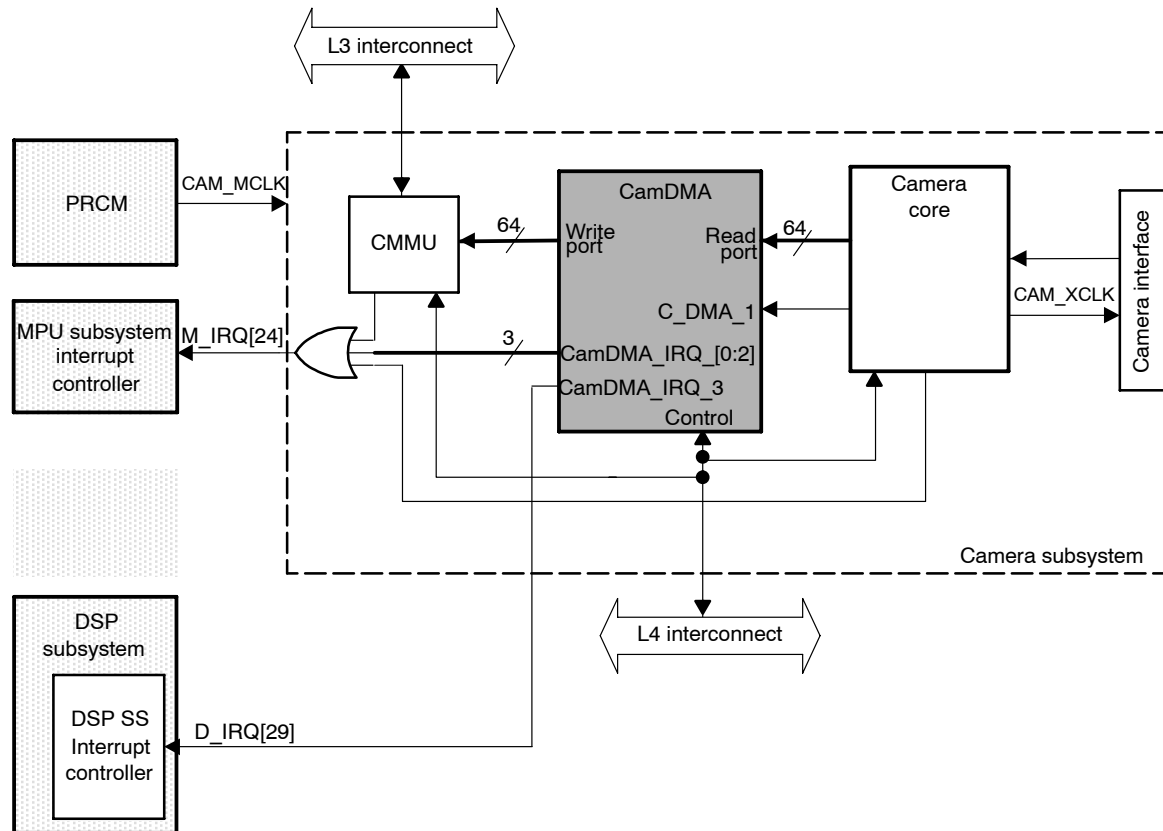 L3 interconnect
PRCM
CAM_MCLK
CamDMA
Camera
core
CMMU
64
Write
port
Read
port
64
Camera interface
CAM_XCLK
C_DMA_1
MPU subsystem
interrupt
controller
M_IRQ[24]
3
CamDMA_IRQ_[0:2]
CamDMA_IRQ_3
Control
Camera subsystem
L4 interconnect
DSP
subsystem
DSP SS
Interrupt
controller
D_IRQ[29]